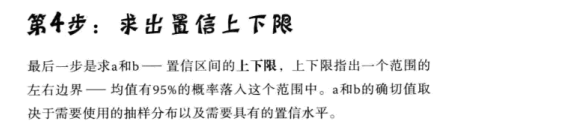 第4步：求出置信上下限
最后一步是求a和b —— 置信区间的上下限，上下限指出一个范围的
左右边界 —— 均值有95%的概率落入这个范围中。a和b的确切值取
决于需要使用的抽样分布以及需要具有的置信水平。